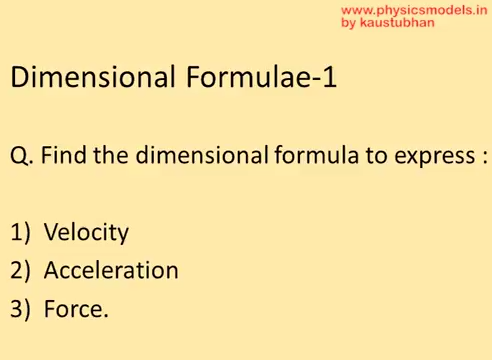 www.physicsmodels.in
by kaustubhan
Dimensional Formulae-1
Q. Find the dimensional formula to express :
1) Velocity
2) Acceleration
3) Force.